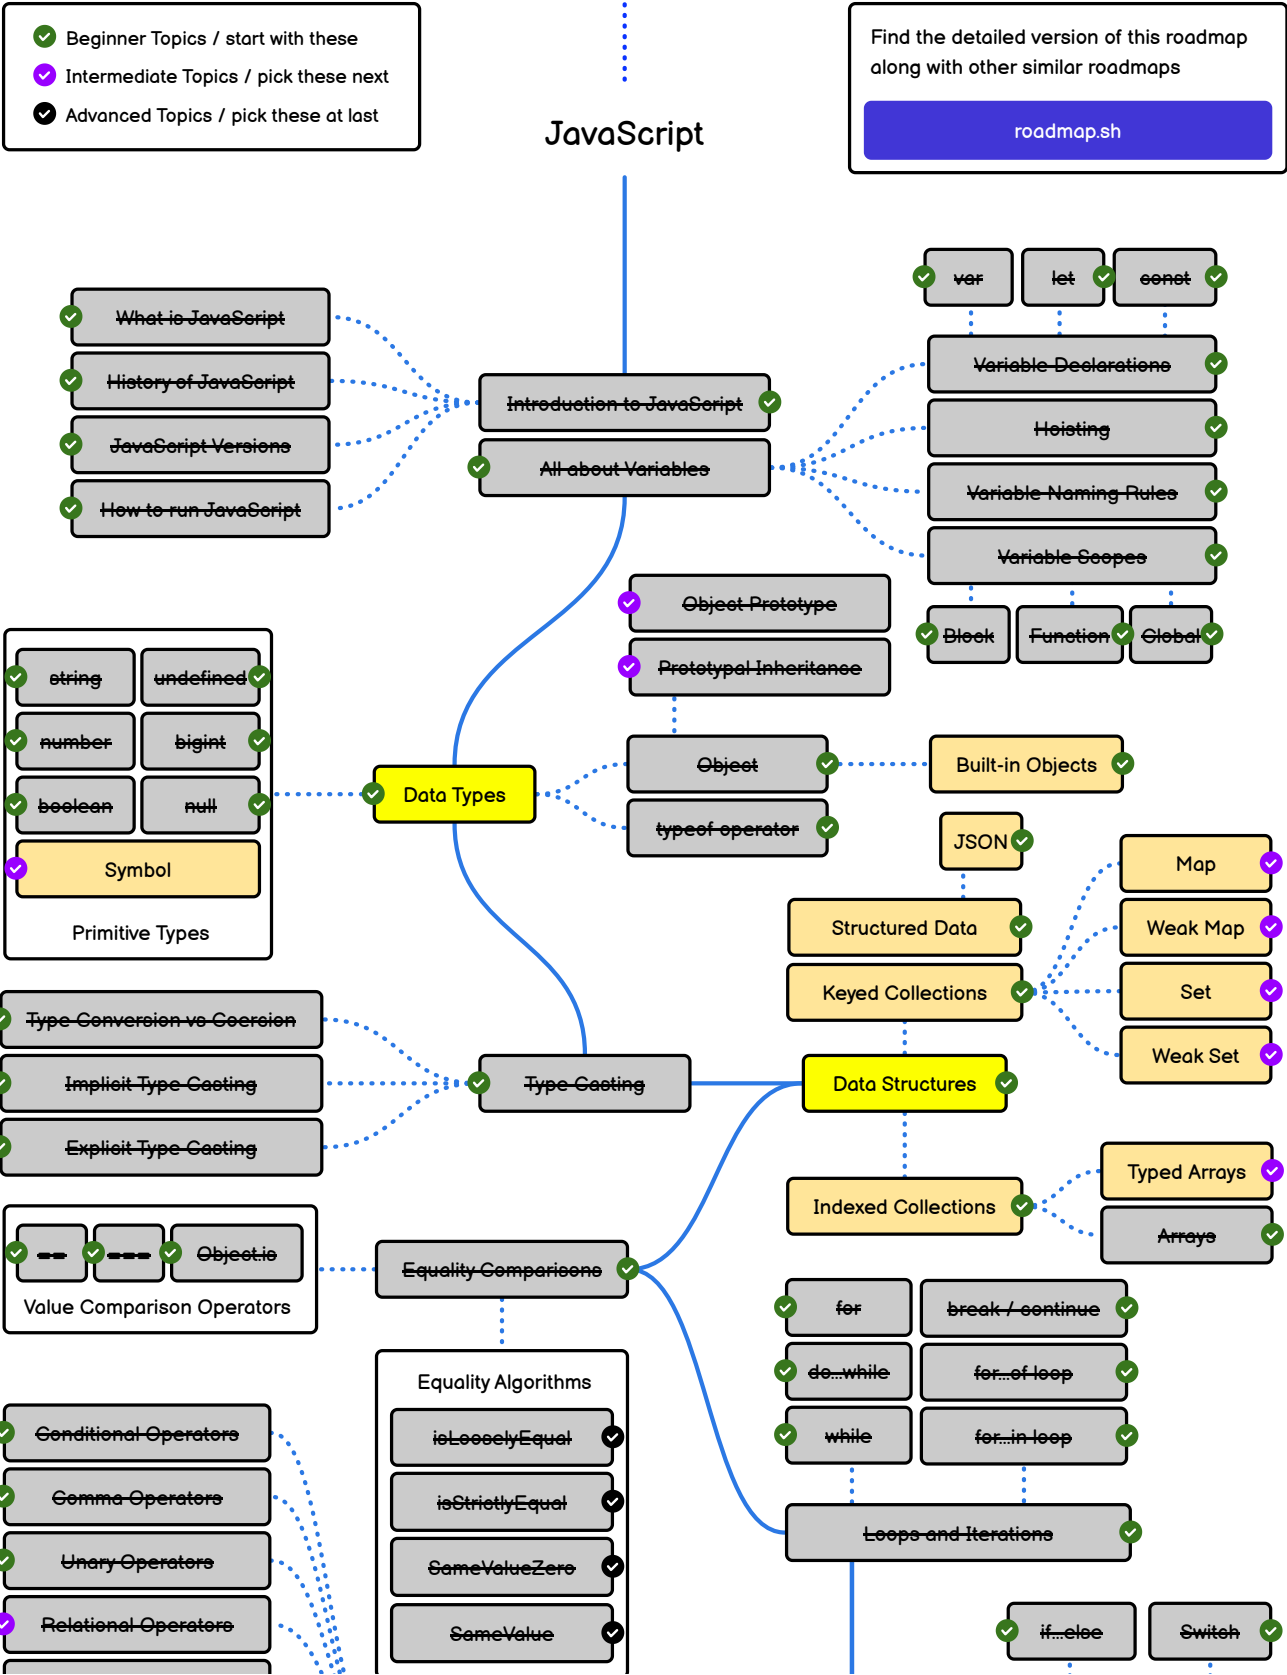 Beginner Topics / start with these
Intermediate Topics / pick these next
Advanced Topics / pick these at last
Find the detailed version of this roadmap
along with other similar roadmaps
roadmap.sh
JavaScript
var
let
const
What is JavaScript
History of JavaScript
JavaScript Versions
How to run JavaScript
Introduction to JavaScript
All about Variables
Variable Declarations
Hoisting
Variable Naming Rules
Variable Scopes
Block
Function
Global
Object Prototype
Prototypal Inheritance
string
undefined
number
bigint
boolean
null
Symbol
Primitive Types
Data Types
Object
typeof operator
Built-in Objects
JSON
Structured Data
Keyed Collections
Map
Weak Map
Set
Weak Set
Type Conversion vs Coersion
Implicit Type Casting
Explicit Type Casting
Type Casting
Data Structures
Indexed Collections
Typed Arrays
Arrays
==
===
Object.is
Value Comparison Operators
Equality Comparisons
Equality Algorithms
isLooselyEqual
isStrictlyEqual
SameValueZero
SameValue
for
break / continue
do...while
for...of loop
while
for...in loop
Loops and Iterations
Conditional Operators
Comma Operators
Unary Operators
Relational Operators
if...else
Switch